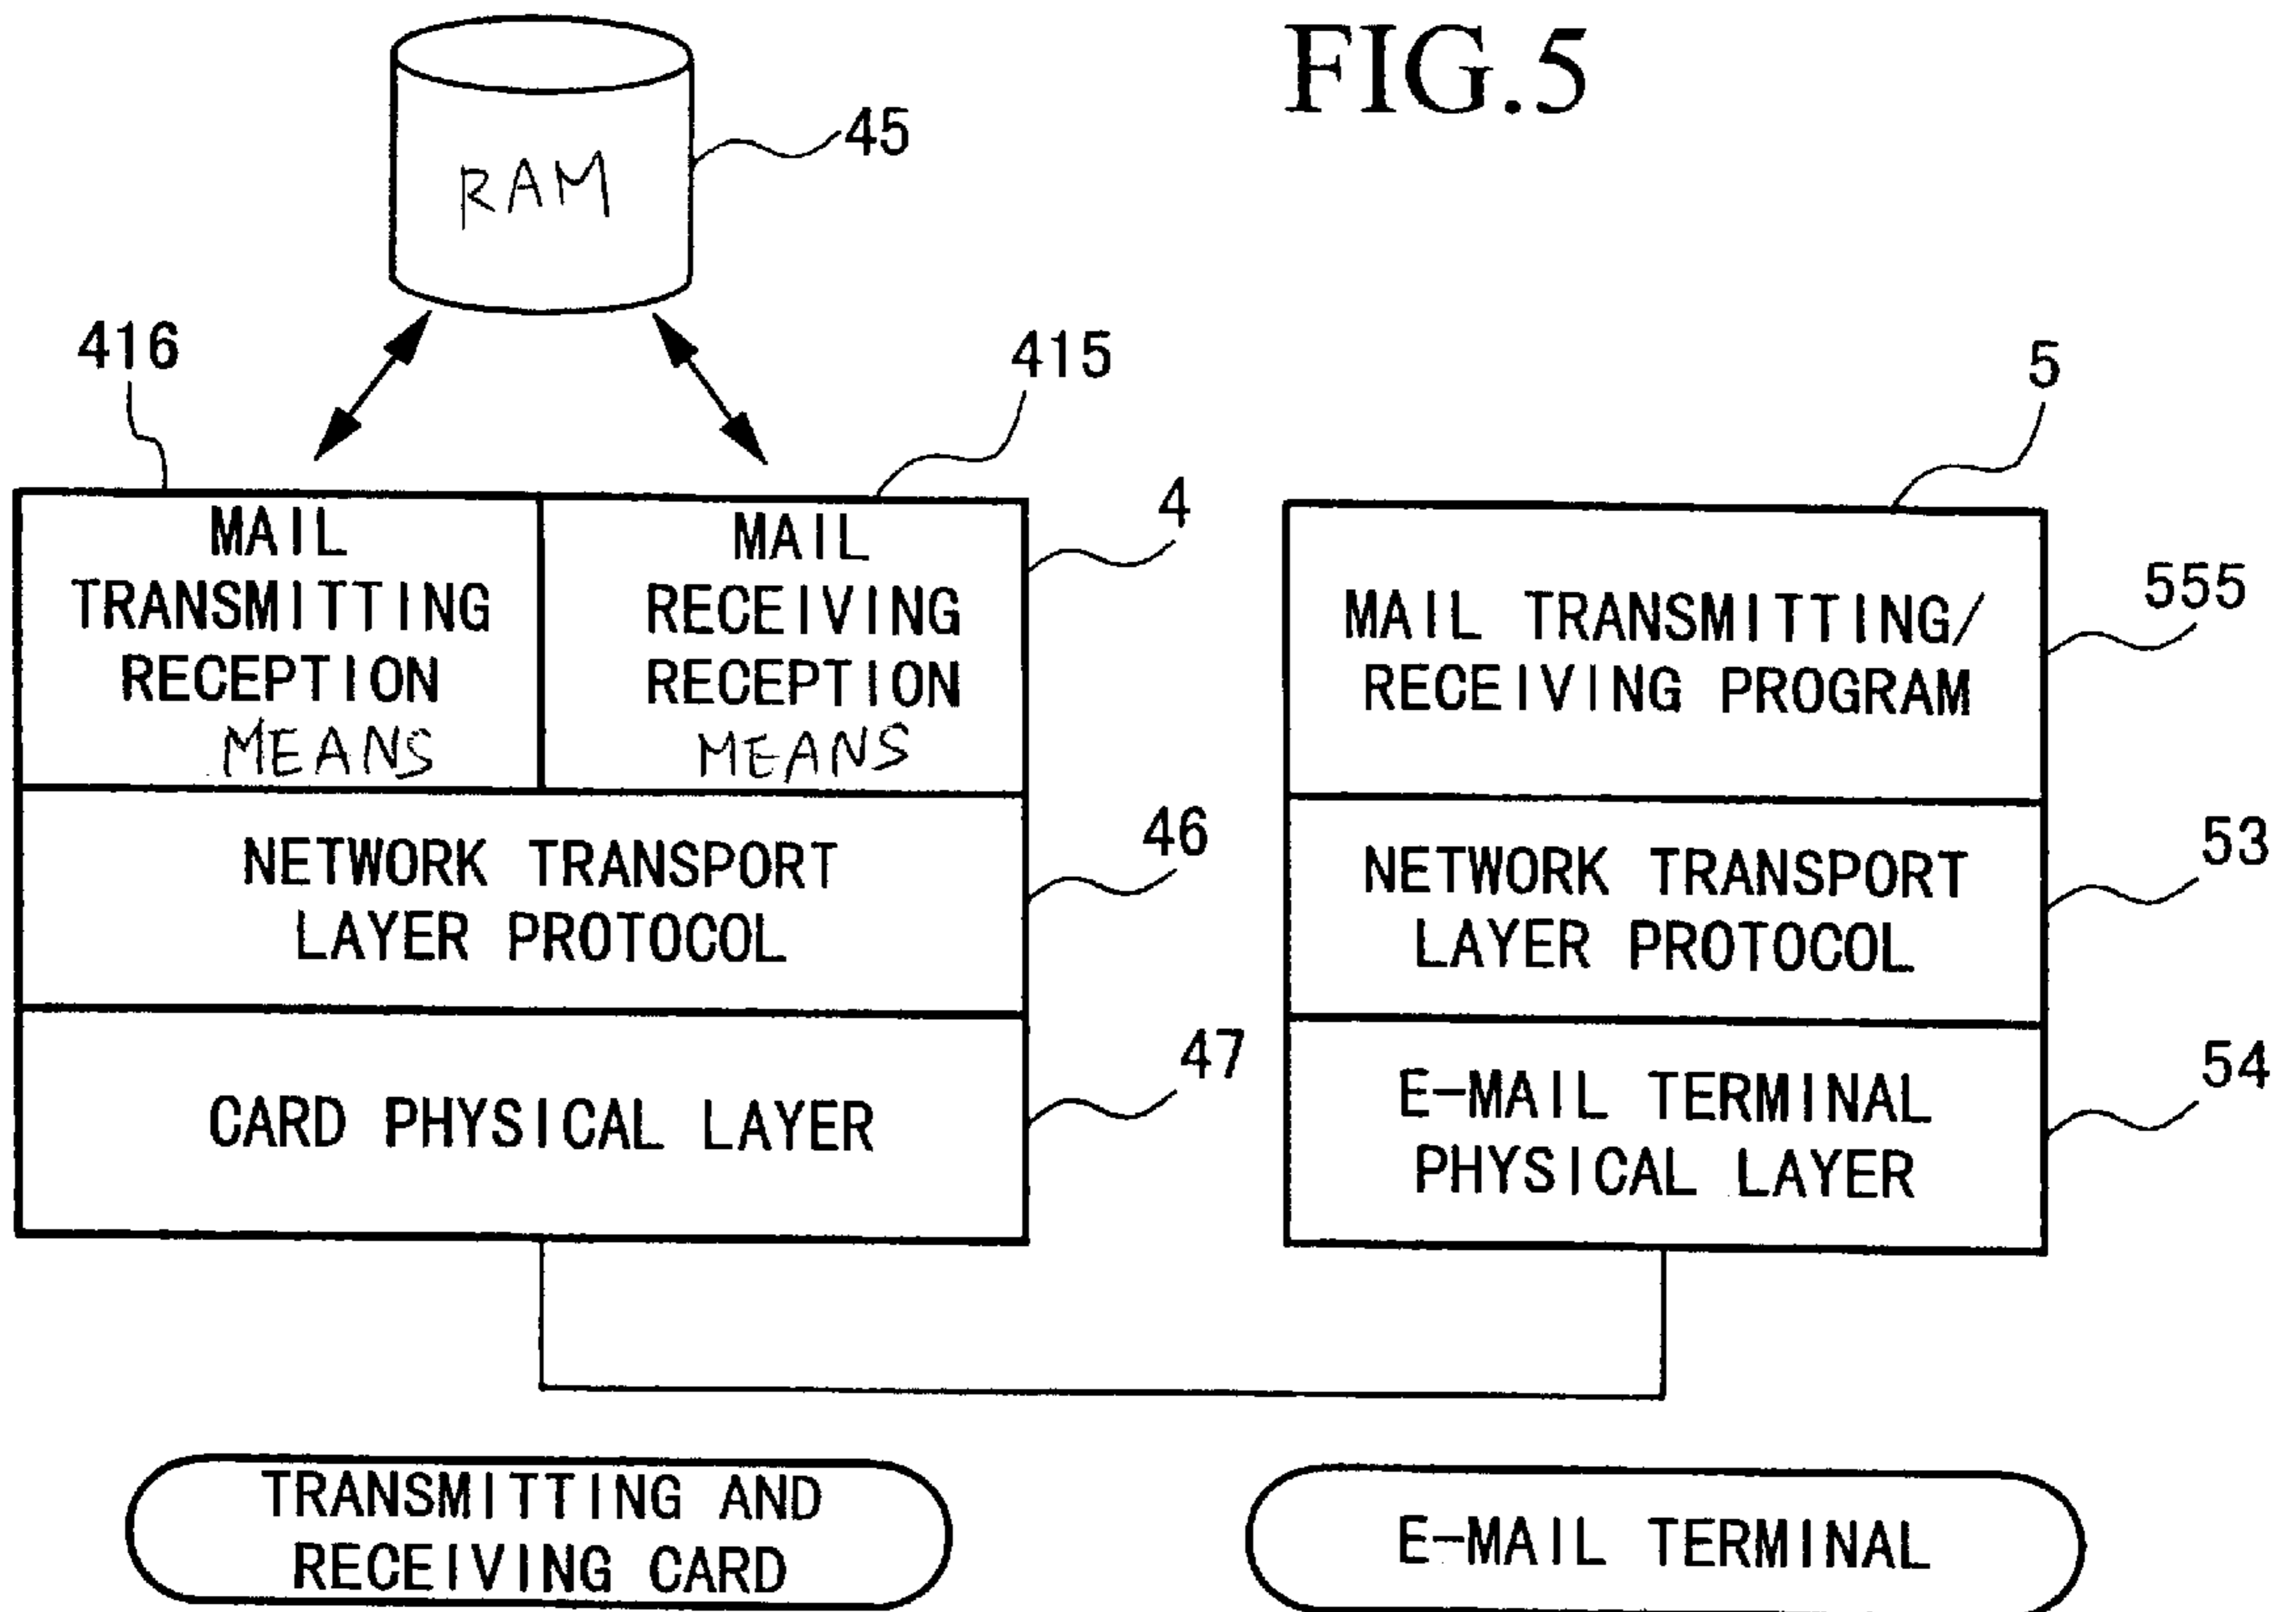 FIG.5
RAM
45
416
415
4
5
MAIL
TRANSMITTING
RECEPTION
MEANS
MAIL
RECEIVING
RECEPTION
MEANS
MAIL TRANSMITTING/
RECEIVING PROGRAM
555
NETWORK TRANSPORT
LAYER PROTOCOL
46
NETWORK TRANSPORT
LAYER PROTOCOL
53
CARD PHYSICAL LAYER
47
E-MAIL TERMINAL
PHYSICAL LAYER
54
TRANSMITTING AND
RECEIVING CARD
E-MAIL TERMINAL